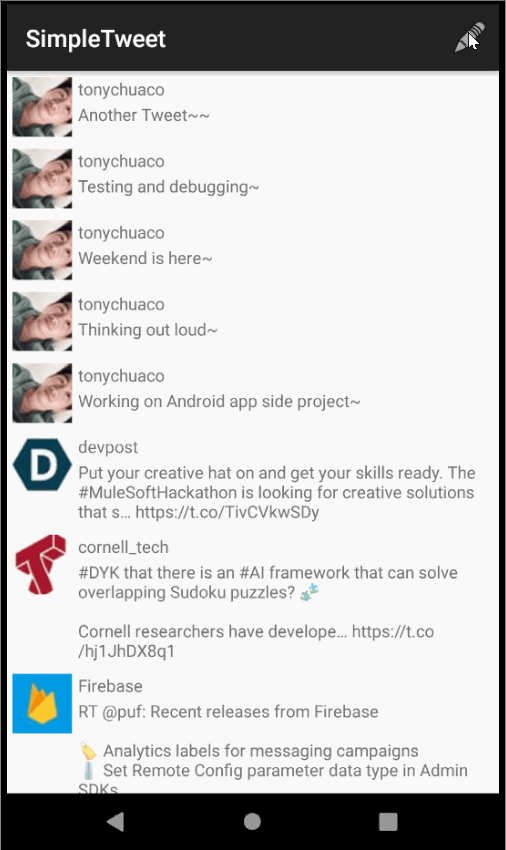 SimpleTweet
tonychuaco
Another Tweet~~
tonychuaco
Testing and debugging~
tonychuaco
Weekend is here~
tonychuaco
Thinking out loud~
tonychuaco
Working on Android app side project~
D
devpost
Put your creative hat on and get your skills ready. The
#MuleSoftHackathon is looking for creative solutions
that s… https://t.co/TivCVkwSDy
cornell_tech
#DYK that there is an #AI framework that can solve
overlapping Sudoku puzzles? 🧩
Cornell researchers have develope… https://t.co
/hj1JhDX8q1
Firebase
RT @puf: Recent releases from Firebase
🏷️ Analytics labels for messaging campaigns
Set Remote Config parameter data type in Admin
SDKs